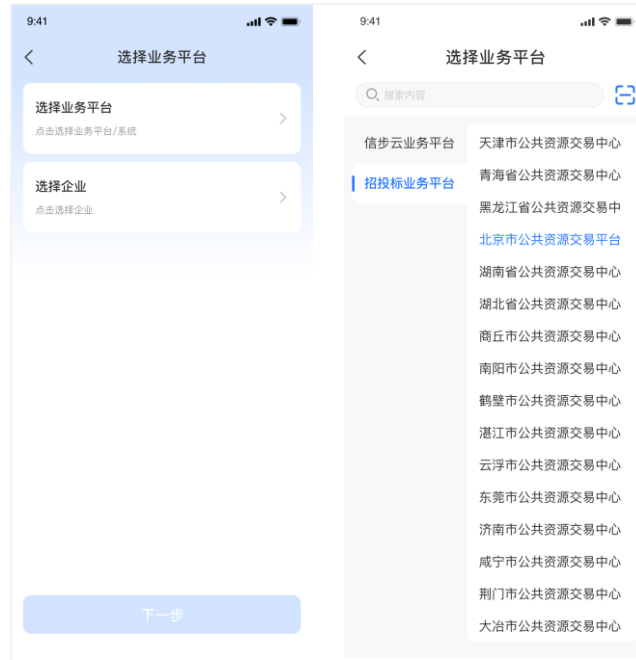 9:41
选择业务平台
选择业务平台
点击选择业务平台/系统
选择企业
点击选择企业
下一步
9:41
选择业务平台
搜索内容
信步云业务平台
招投标业务平台
天津市公共资源交易中心
青海省公共资源交易中心
黑龙江省公共资源交易中
北京市公共资源交易平台
湖南省公共资源交易中心
湖北省公共资源交易中心
商丘市公共资源交易中心
南阳市公共资源交易中心
鹤壁市公共资源交易中心
湛江市公共资源交易中心
云浮市公共资源交易中心
东莞市公共资源交易中心
济南市公共资源交易中心
咸宁市公共资源交易中心
荆门市公共资源交易中心
大冶市公共资源交易中心